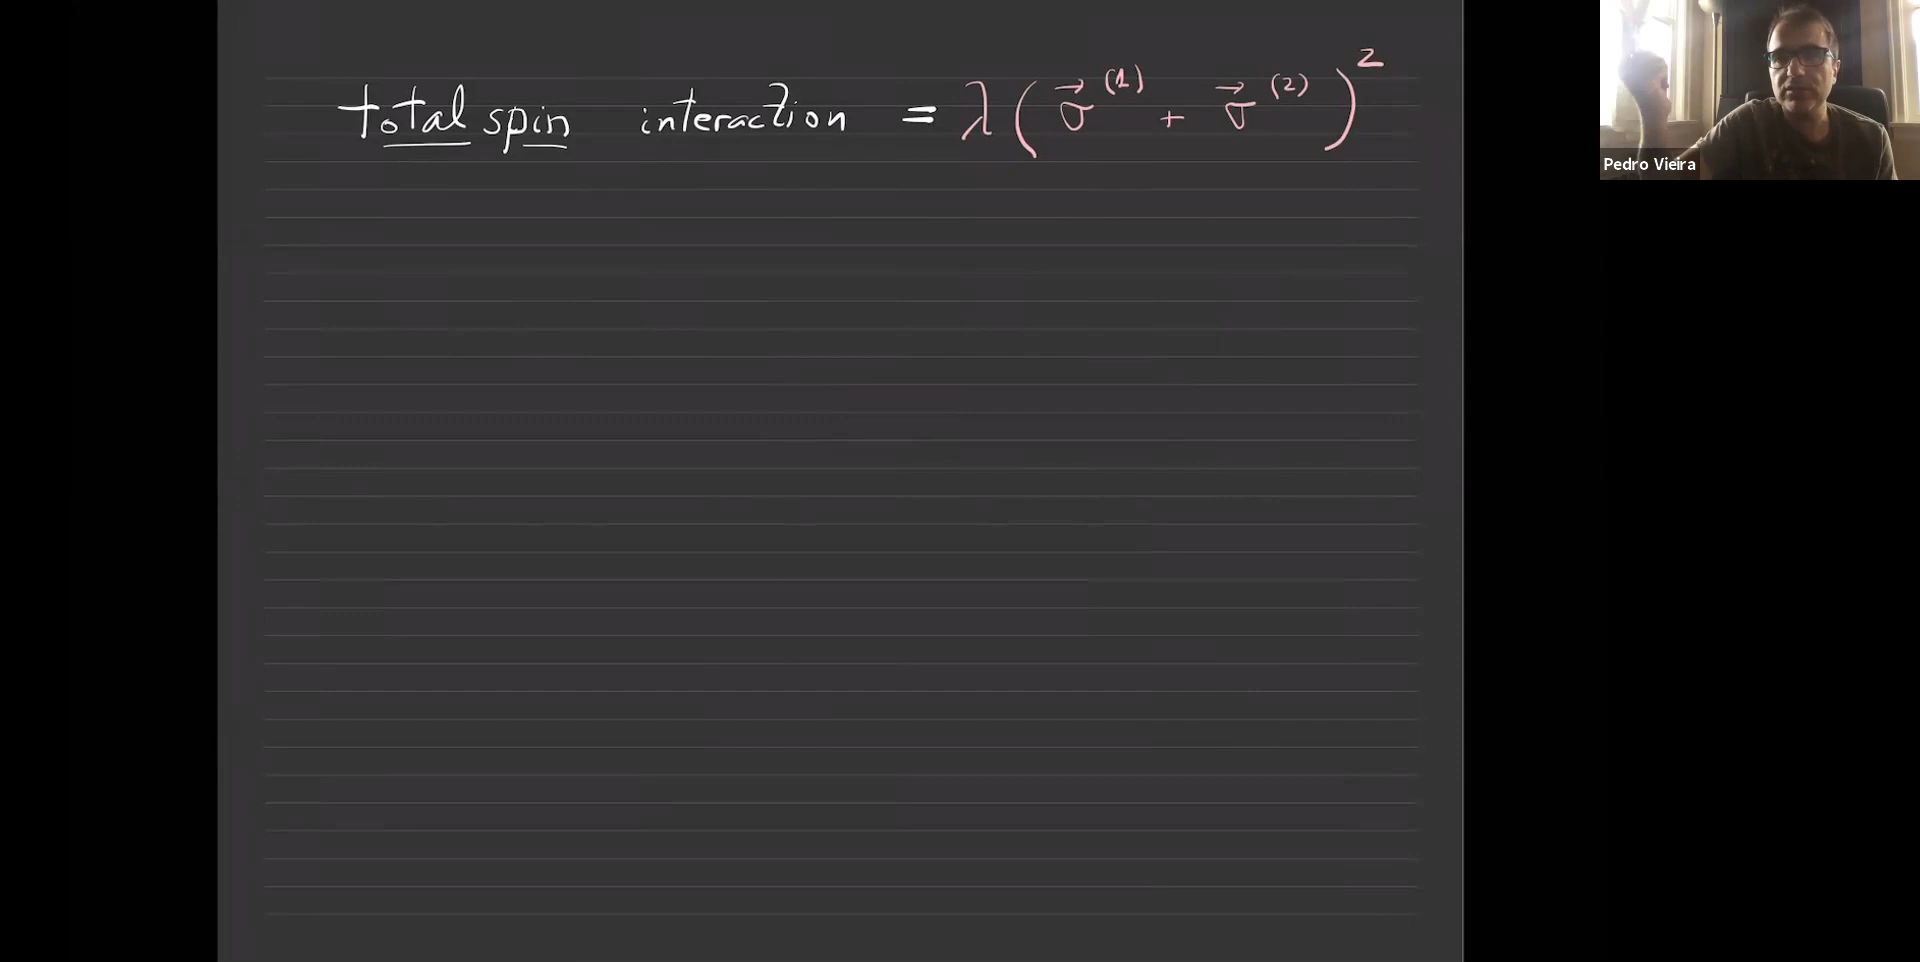 total spin interaction = λ(σ⃗⁽¹⁾ + σ⃗⁽²⁾)²
Pedro Vieira